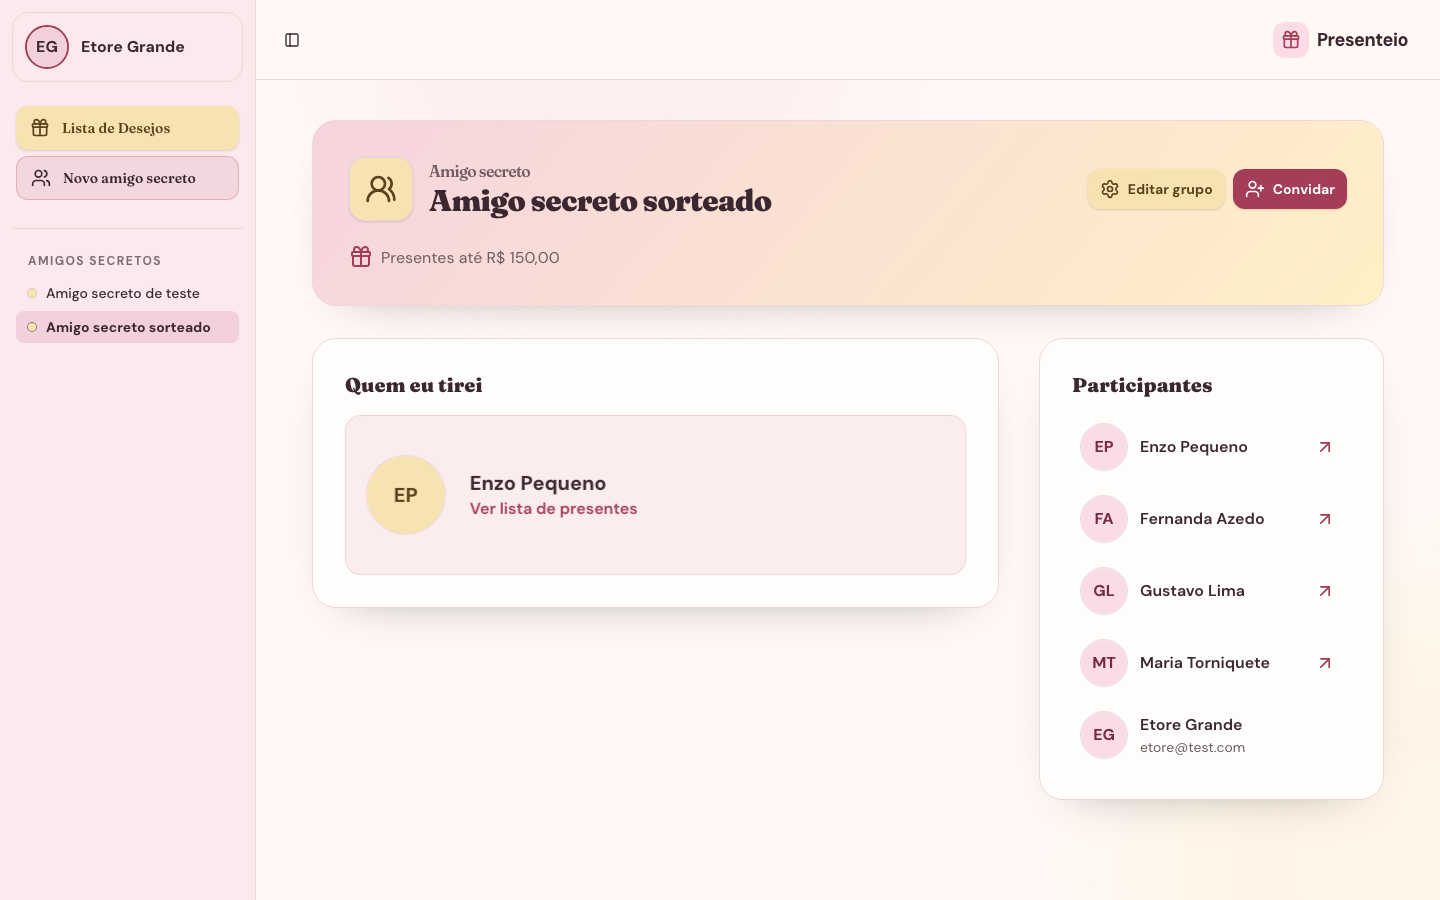 EG
Etore Grande
Lista de Desejos
Novo amigo secreto
AMIGOS SECRETOS
Amigo secreto de teste
Amigo secreto sorteado
Presenteio
Amigo secreto
Amigo secreto sorteado
Editar grupo
Convidar
Presentes até R$ 150,00
Quem eu tirei
EP
Enzo Pequeno
Ver lista de presentes
Participantes
EP
Enzo Pequeno
FA
Fernanda Azedo
GL
Gustavo Lima
MT
Maria Torniquete
EG
Etore Grande
etore@test.com